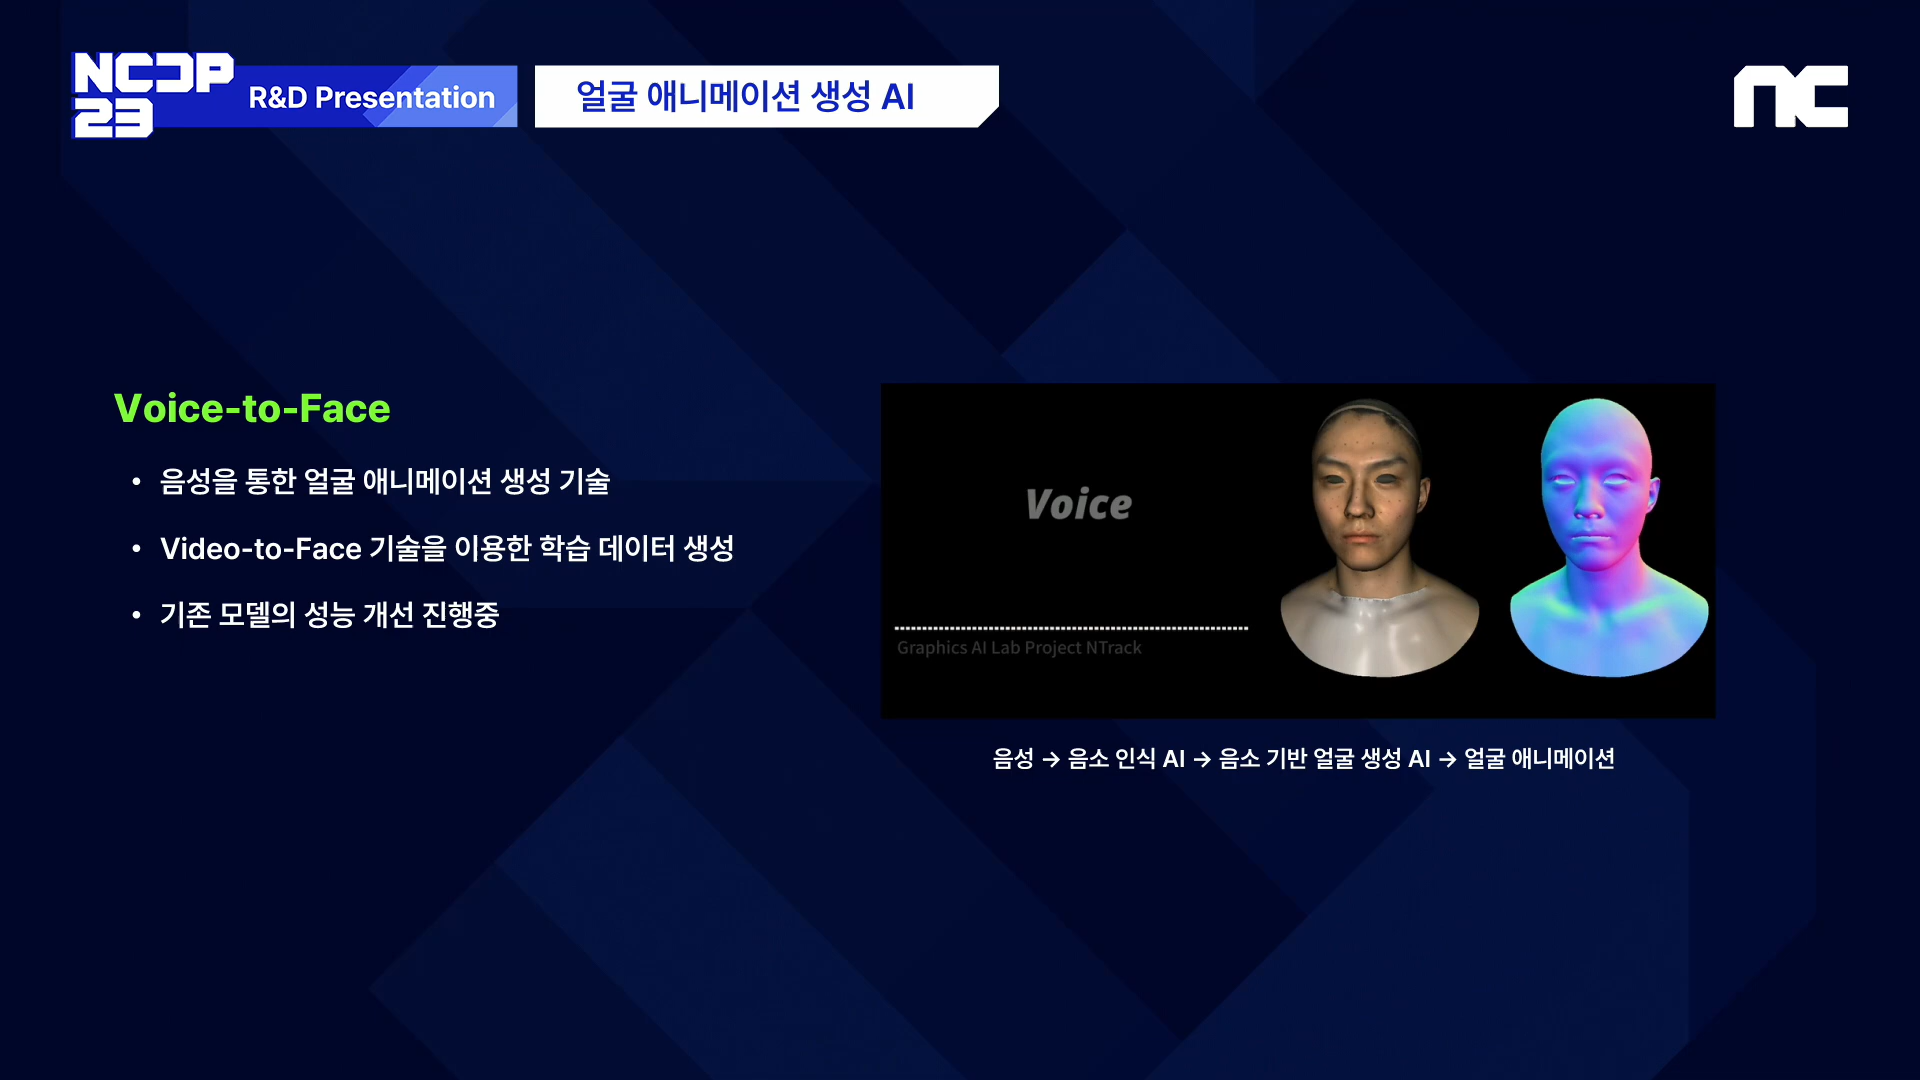 NCDP
23
R&D Presentation
얼굴 애니메이션 생성 AI
NC
Voice-to-Face
• 음성을 통한 얼굴 애니메이션 생성 기술
• Video-to-Face 기술을 이용한 학습 데이터 생성
• 기존 모델의 성능 개선 진행중
Voice
Graphics AI Lab Project NTrack
음성 → 음소 인식 AI → 음소 기반 얼굴 생성 AI → 얼굴 애니메이션